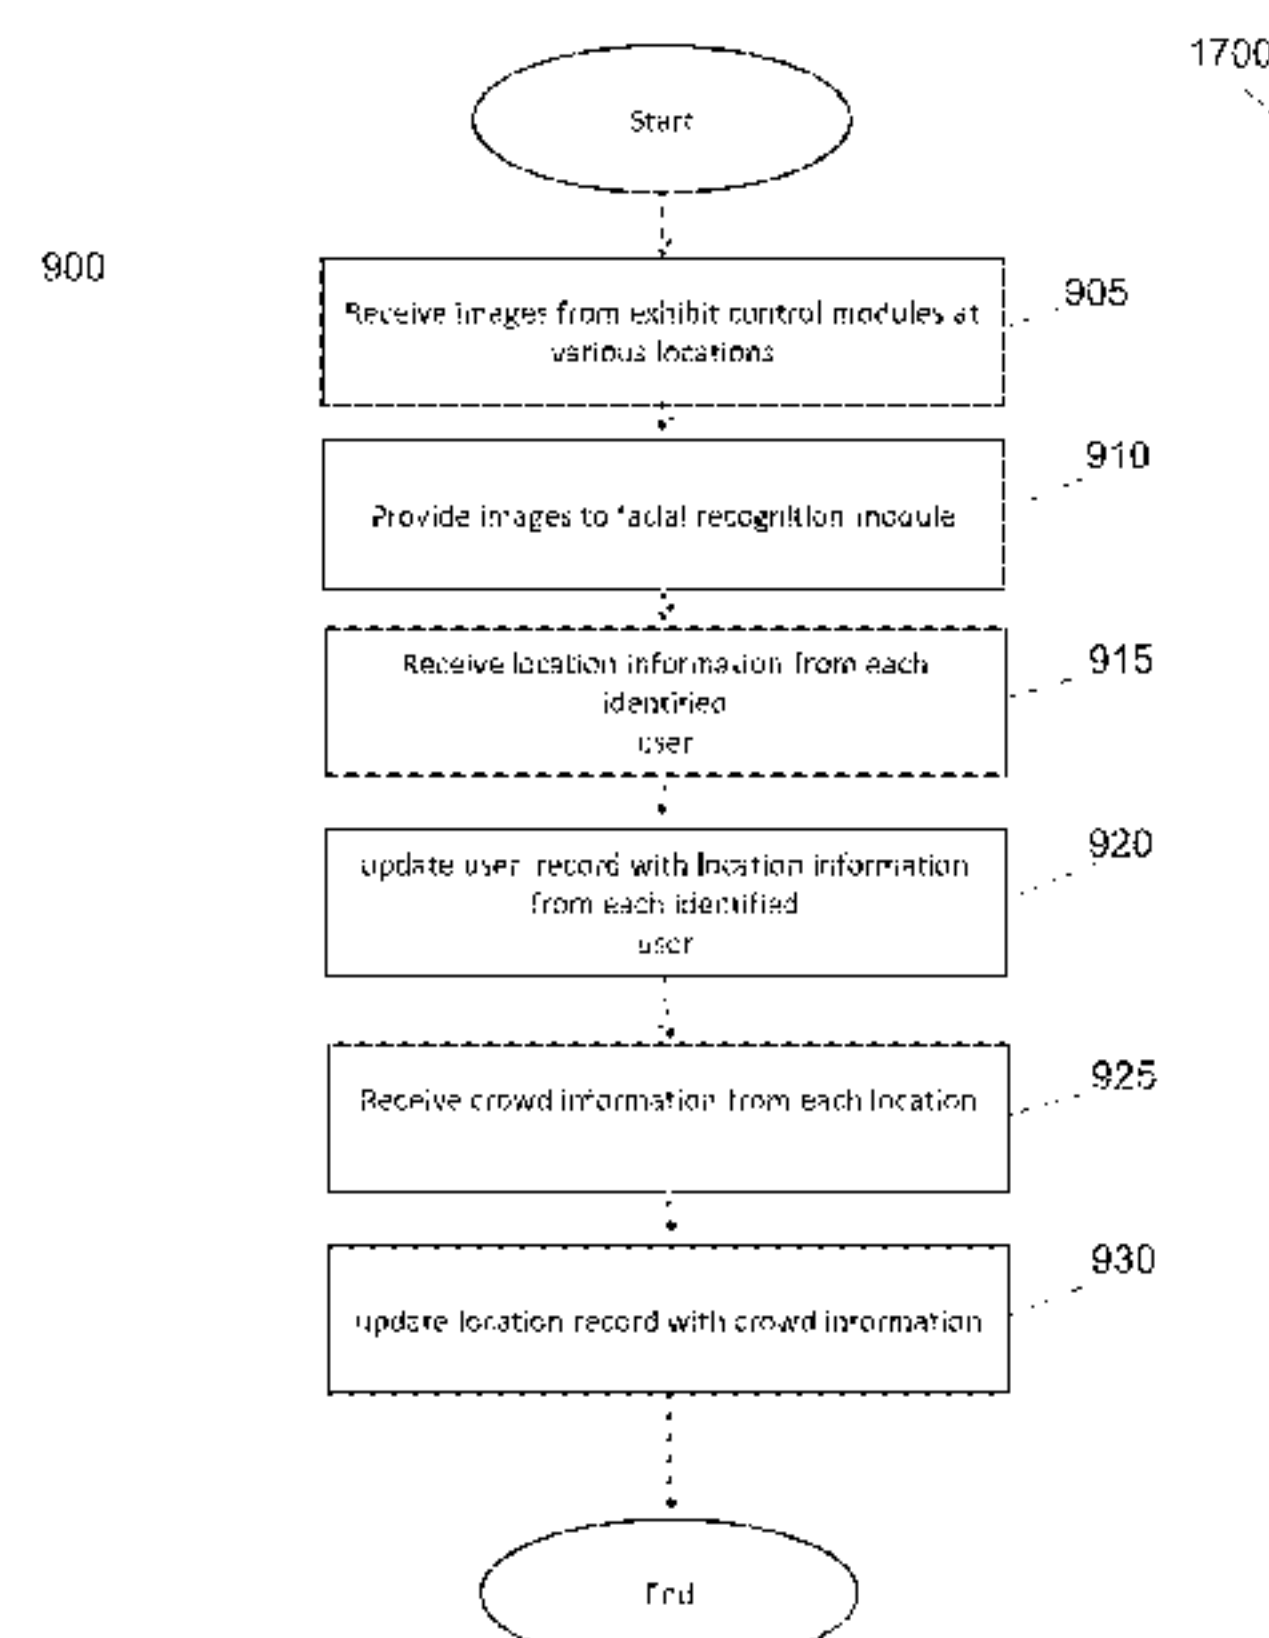 Start
1700
900
Receive images from exhibit control modules at
various locations
905
Provide images to facial recognition module
910
Receive location information from each
identified
user
915
update user record with location information
from each identified
user
920
Receive crowd information from each location
925
update location record with crowd information
930
End